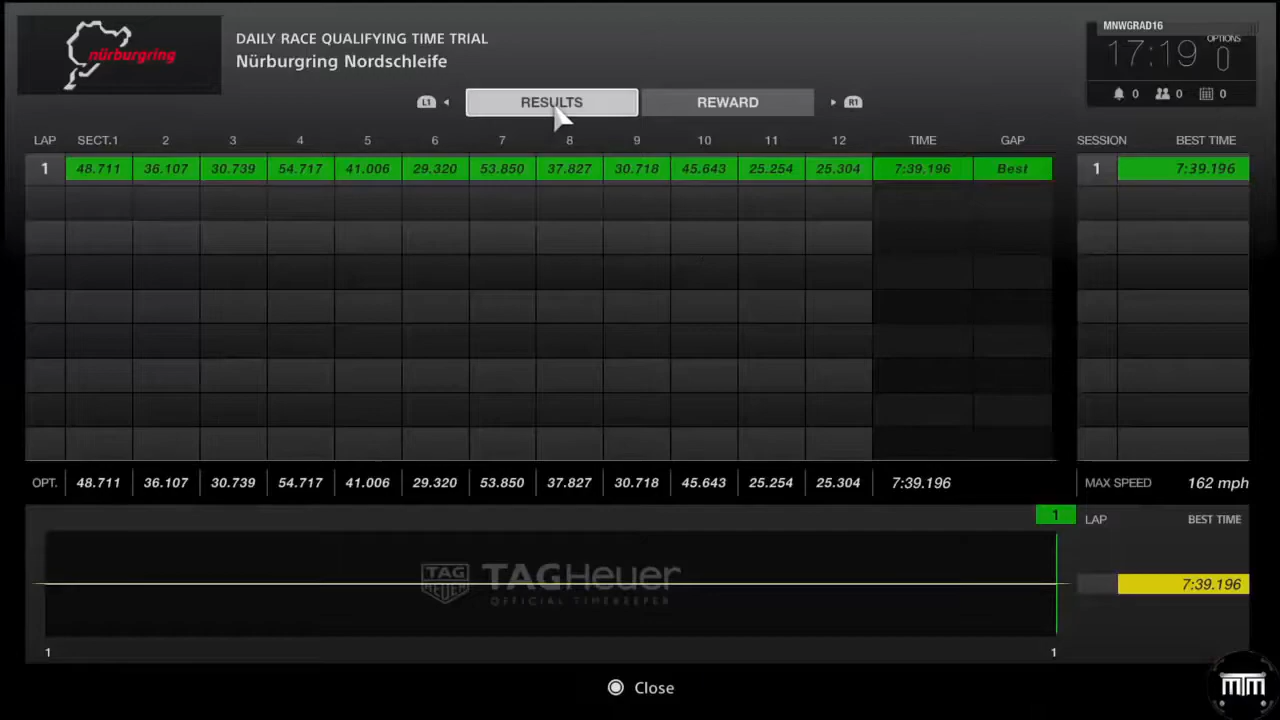 nürburgring
DAILY RACE QUALIFYING TIME TRIAL
Nürburgring Nordschleife
MNWGRAD16
17:19
OPTIONS
0 0 0
L1 RESULTS REWARD R1
LAP SECT.1 2 3 4 5 6 7 8 9 10 11 12 TIME GAP SESSION BEST TIME
1 48.711 36.107 30.739 54.717 41.006 29.320 53.850 37.827 30.718 45.643 25.254 25.304 7:39.196 Best 1 7:39.196
OPT. 48.711 36.107 30.739 54.717 41.006 29.320 53.850 37.827 30.718 45.643 25.254 25.304 7:39.196 MAX SPEED 162 mph
1 LAP BEST TIME
TAG HEUER TAGHeuer 7:39.196
OFFICIAL TIMEKEEPER
1 1
Close
MTM